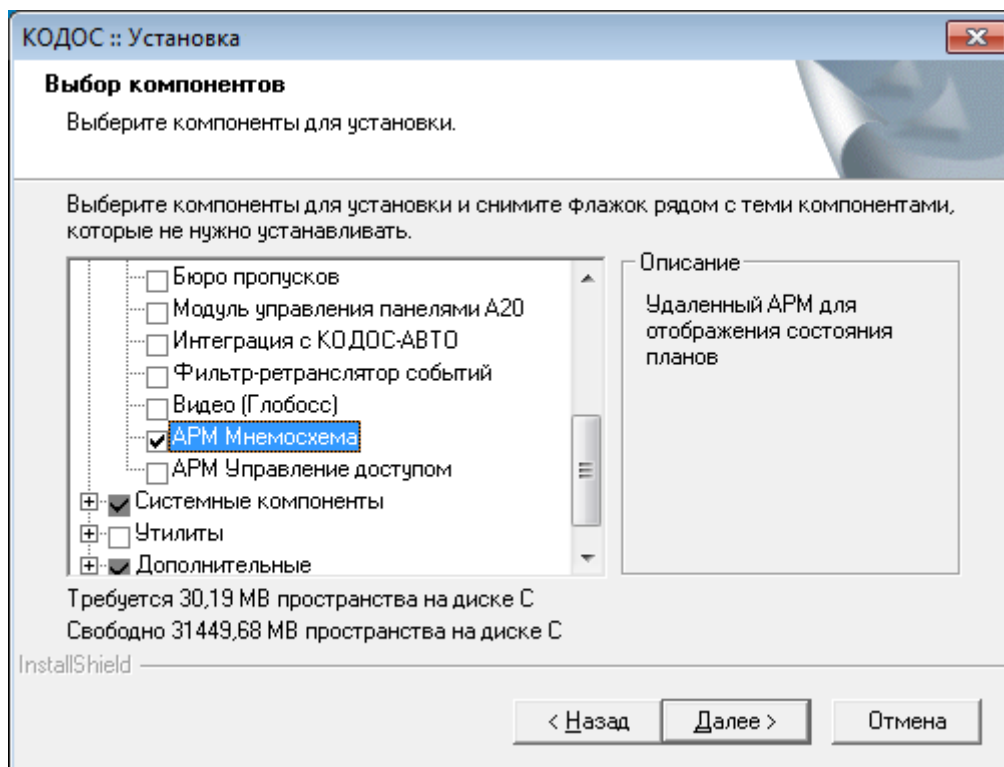 КОДОС :: Установка
Выбор компонентов
Выберите компоненты для установки.
Выберите компоненты для установки и снимите флажок рядом с теми компонентами,
которые не нужно устанавливать.
Бюро пропусков
Модуль управления панелями А20
Интеграция с КОДОС-АВТО
Фильтр-ретранслятор событий
Видео (Глобосс)
АРМ Мнемосхема
АРМ Управление доступом
Системные компоненты
Утилиты
Дополнительные
Описание
Удаленный АРМ для
отображения состояния
планов
Требуется 30,19 MB пространства на диске C
Свободно 31449,68 MB пространства на диске C
InstallShield
< Назад
Далее >
Отмена